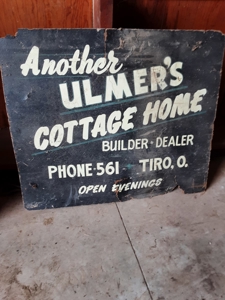 Another
ULMER'S
COTTAGE HOME
BUILDER - DEALER
PHONE-561 TIRO, O.
OPEN EVENINGS